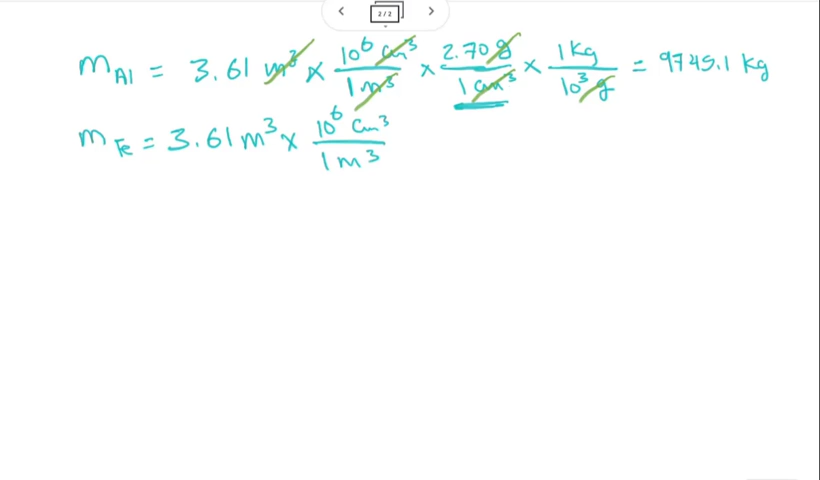 2 / 2
m_Al = 3.61 m³ × 10⁶ cm³ / 1 m³ × 2.70 g / 1 cm³ × 1 Kg / 10³ g = 9745.1 kg
m_Fe = 3.61 m³ × 10⁶ cm³ / 1 m³